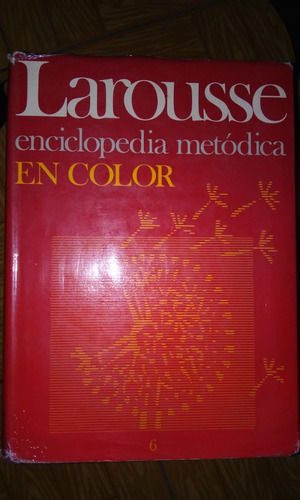 Larousse
enciclopedia metódica
EN COLOR
6